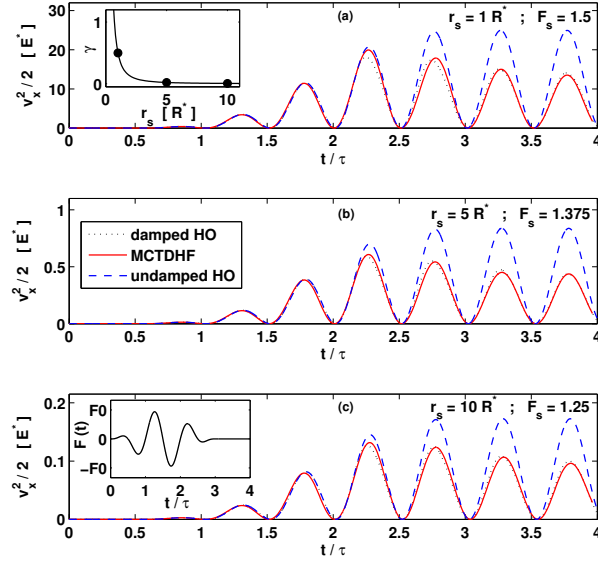 (a) r_s = 1 R* ; F_s = 1.5
v_x^2/2 [E*]
30
20
10
0
0 0.5 1 1.5 2 2.5 3 3.5 4
t / τ
γ
1
0
0 5 10
r_s [R*]
(b) r_s = 5 R* ; F_s = 1.375
v_x^2/2 [E*]
1
0.5
0
damped HO
MCTDHF
undamped HO
0 0.5 1 1.5 2 2.5 3 3.5 4
t / τ
(c) r_s = 10 R* ; F_s = 1.25
v_x^2/2 [E*]
0.2
0.1
0
F (t)
F0
0
−F0
0 1 2 3 4
t / τ
0 0.5 1 1.5 2 2.5 3 3.5 4
t / τ